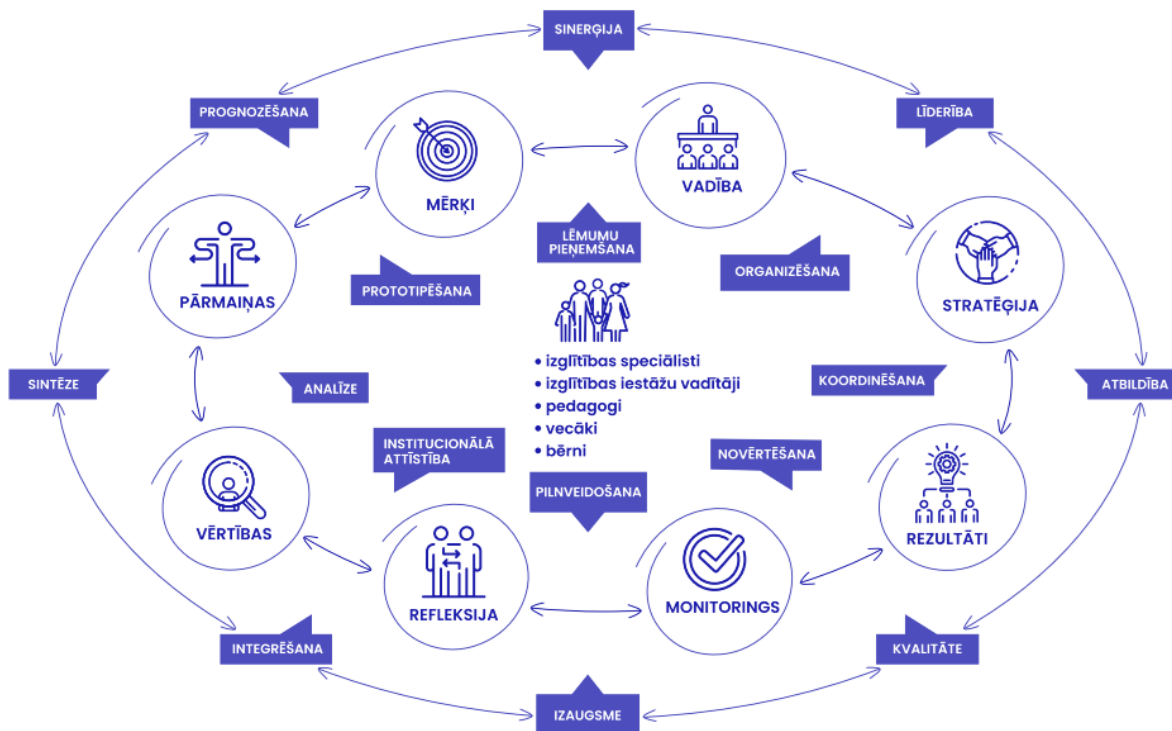 SINERĢIJA
PROGNOZĒŠANA
LĪDERĪBA
MĒRĶI
VADĪBA
LĒMUMU
PIEŅEMŠANA
PĀRMAIŅAS
PROTOTIPĒŠANA
ORGANIZĒŠANA
STRATĒĢIJA
• izglītības speciālisti
• izglītības iestāžu vadītāji
• pedagogi
• vecāki
• bērni
SINTĒZE
ANALĪZE
KOORDINĒŠANA
ATBILDĪBA
INSTITUCIONĀLĀ
ATTĪSTĪBA
NOVĒRTĒŠANA
PILNVEIDOŠANA
VĒRTĪBAS
REZULTĀTI
REFLEKSIJA
MONITORINGS
INTEGRĒŠANA
KVALITĀTE
IZAUGSME